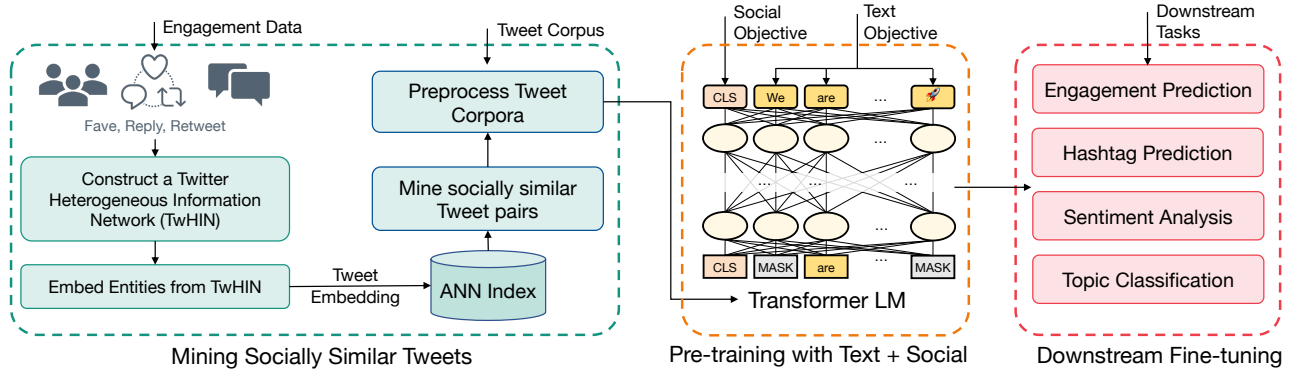 Engagement Data
Tweet Corpus
Fave, Reply, Retweet
Construct a Twitter
Heterogeneous Information
Network (TwHIN)
Embed Entities from TwHIN
Tweet
Embedding
Preprocess Tweet
Corpora
Mine socially similar
Tweet pairs
ANN Index
Mining Socially Similar Tweets
Social
Objective
Text
Objective
CLS We are ... 🚀
...
... ...
...
CLS MASK are ... MASK
Transformer LM
Pre-training with Text + Social
Downstream
Tasks
Engagement Prediction
Hashtag Prediction
Sentiment Analysis
Topic Classification
Downstream Fine-tuning